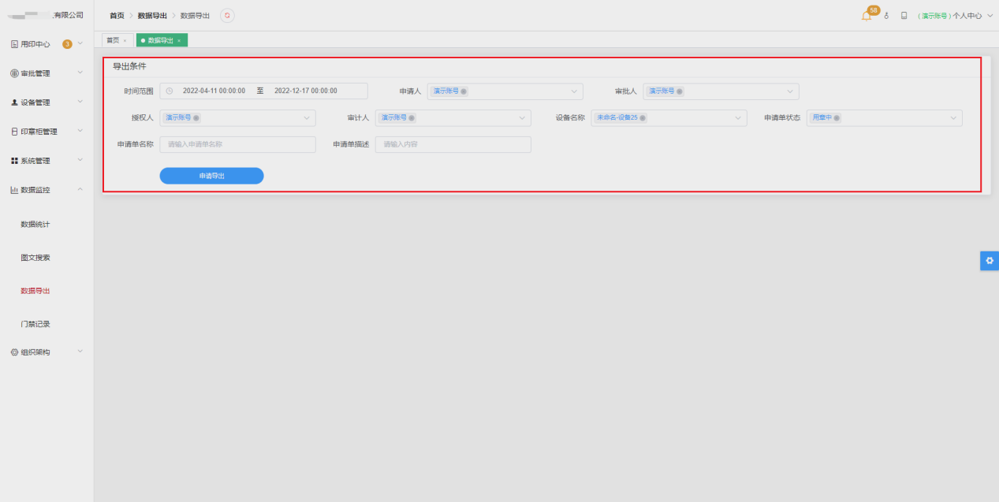 有限公司
首页 > 数据导出 > 数据导出
58
(演示账号)个人中心
用印中心 3
审批管理
设备管理
印章柜管理
系统管理
数据监控
数据统计
图文搜索
数据导出
门禁记录
组织架构
首页 ×
数据导出 ×
导出条件
时间范围 2022-04-11 00:00:00 至 2022-12-17 00:00:00 申请人 演示账号 审批人 演示账号
授权人 演示账号 审计人 演示账号 设备名称 未命名-设备25 申请单状态 用章中
申请单名称 请输入申请单名称 申请单描述 请输入内容
申请导出